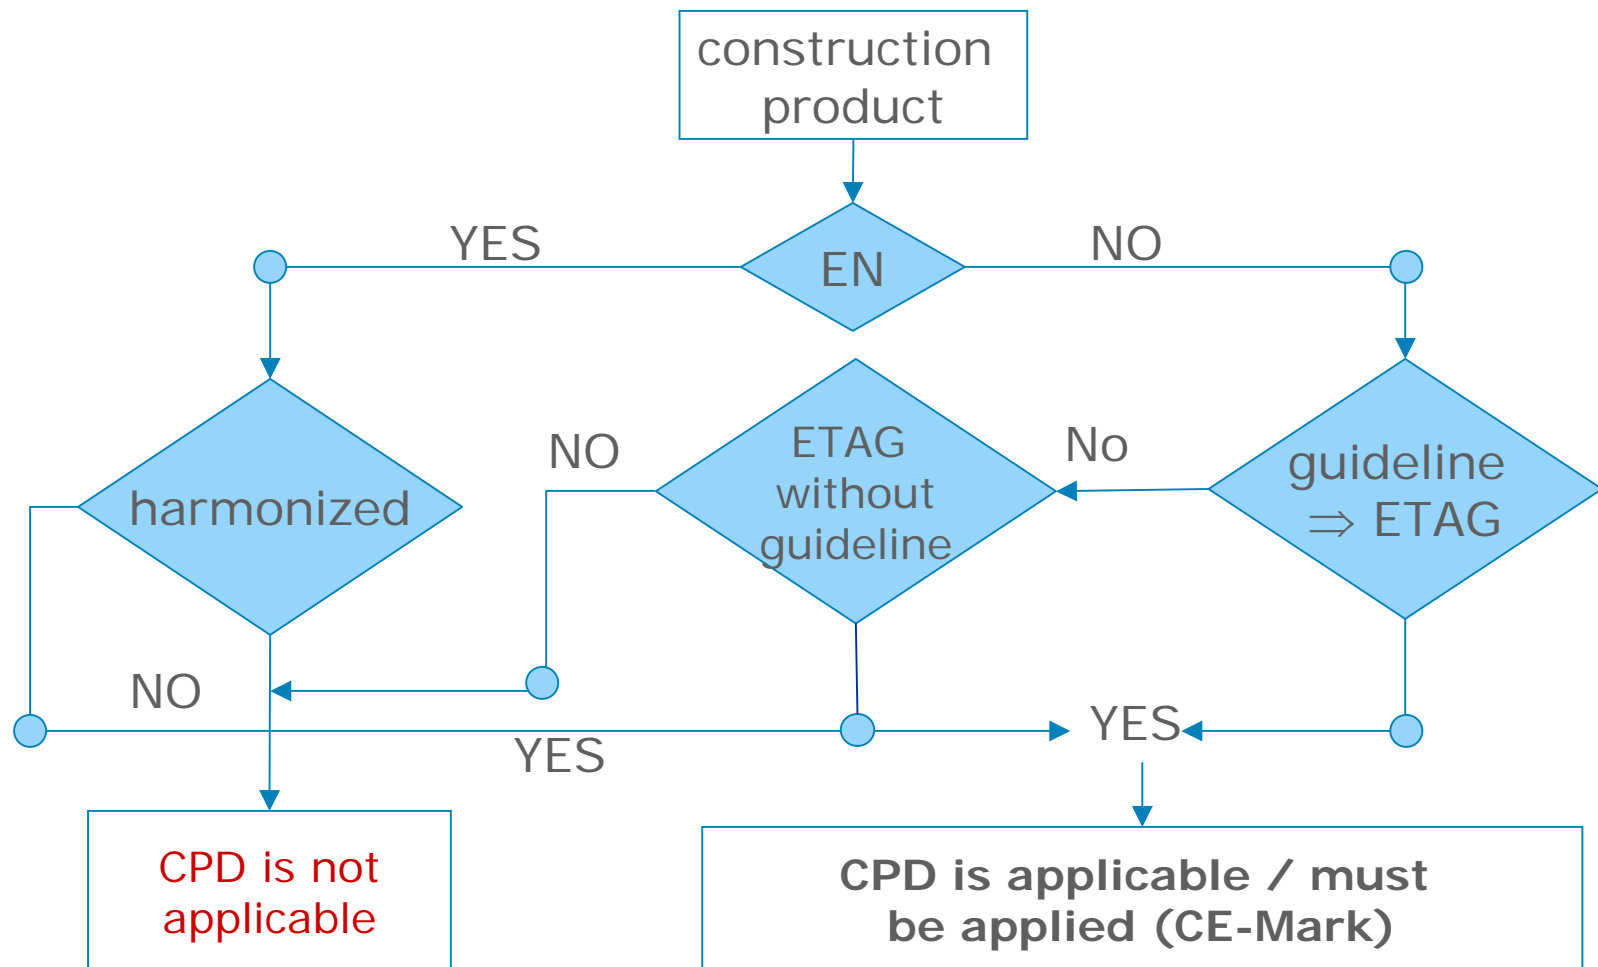 construction
product
YES
EN
NO
harmonized
NO
ETAG
without
guideline
No
guideline
⇒ ETAG
NO
YES
YES
CPD is not
applicable
CPD is applicable / must
be applied (CE-Mark)